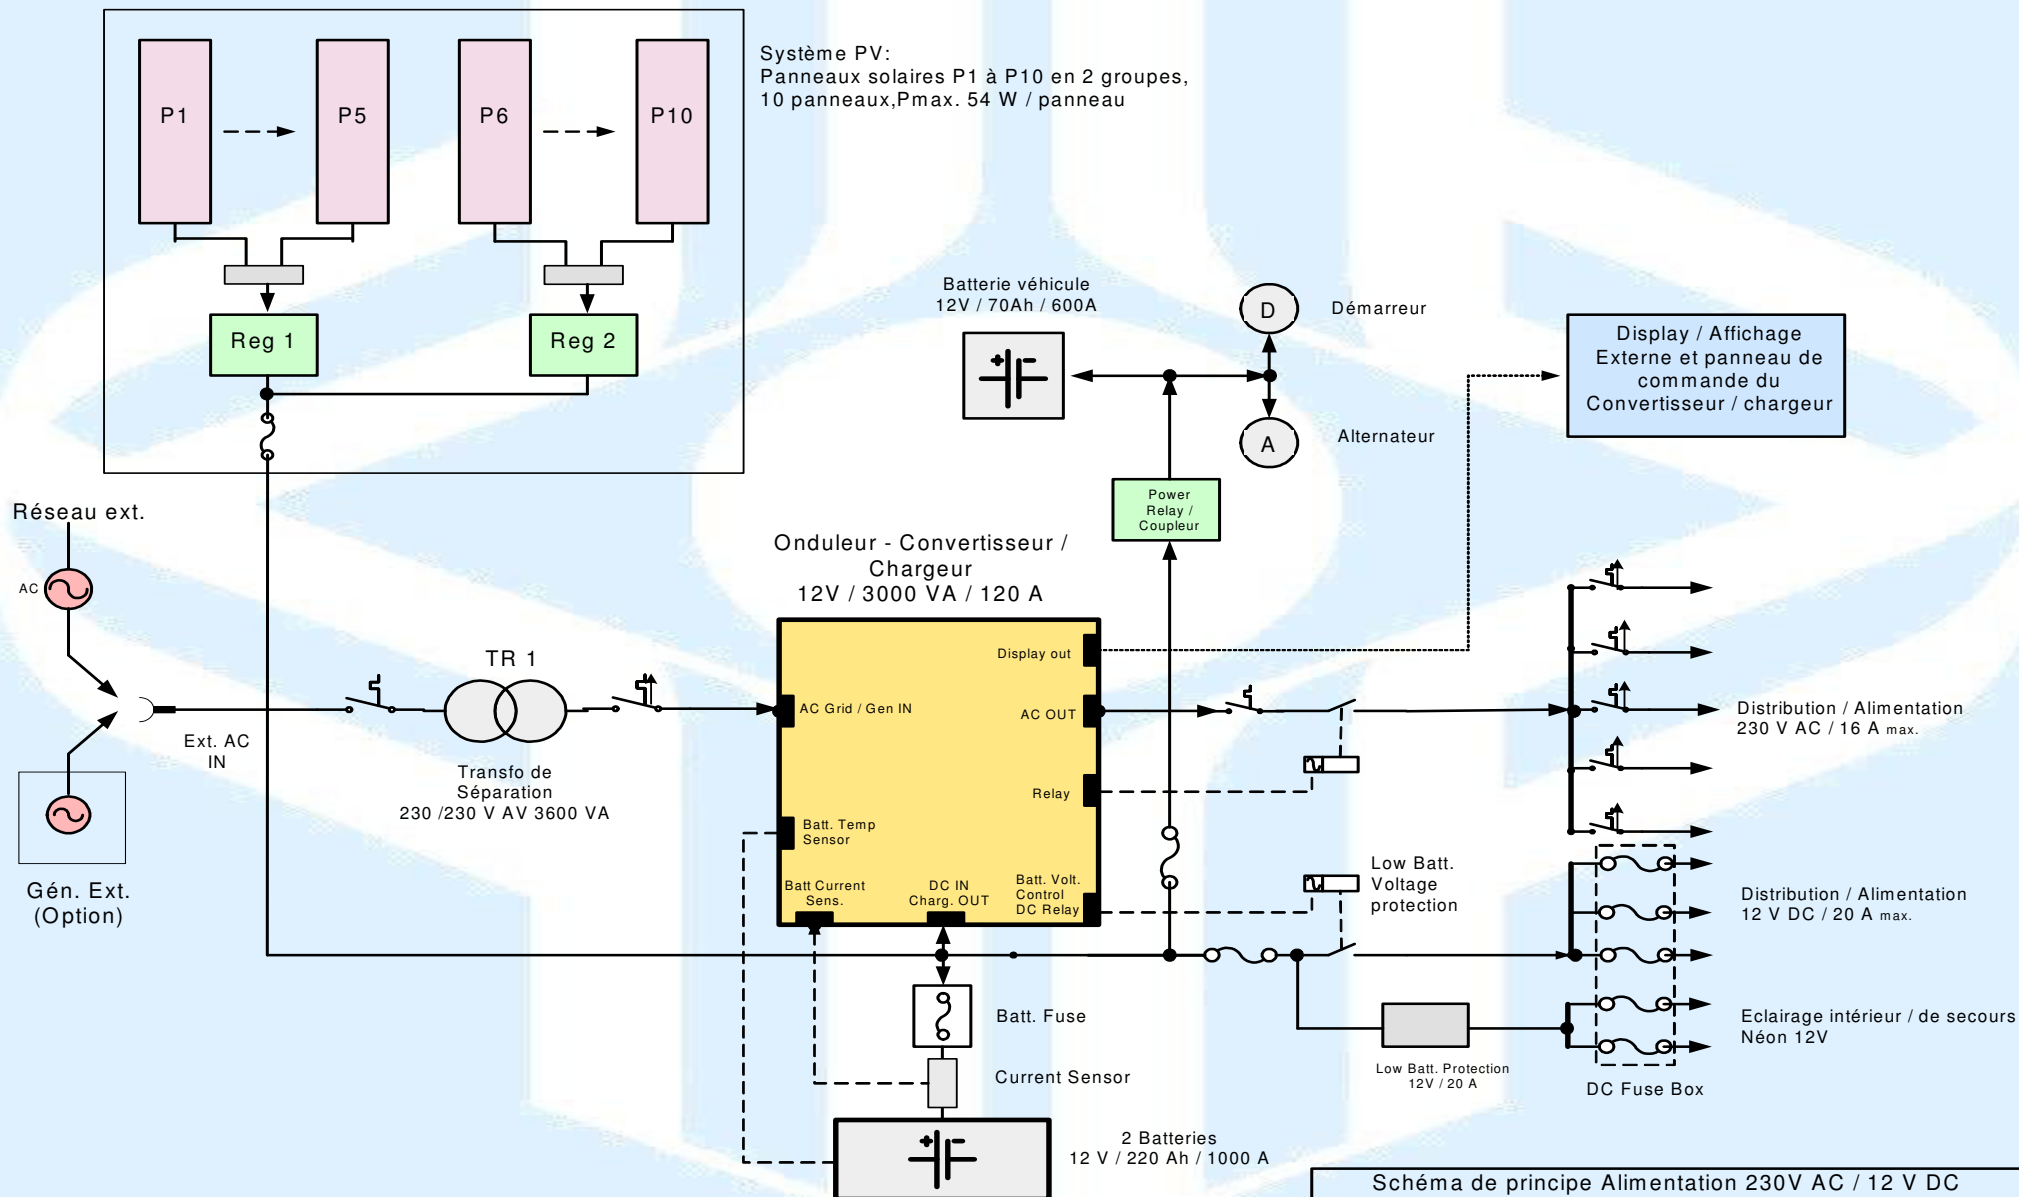 Système PV:
Panneaux solaires P1 à P10 en 2 groupes,
10 panneaux,Pmax. 54 W / panneau
P1
P5
P6
P10
Reg 1
Reg 2
Batterie véhicule
12V / 70Ah / 600A
D
Démarreur
A
Alternateur
Display / Affichage
Externe et panneau de
commande du
Convertisseur / chargeur
Power
Relay /
Coupleur
Réseau ext.
AC
Onduleur - Convertisseur /
Chargeur
12V / 3000 VA / 120 A
TR 1
Display out
AC Grid / Gen IN
AC OUT
Ext. AC
IN
Transfo de
Séparation
230 /230 V AV 3600 VA
Relay
Batt. Temp
Sensor
Batt Current
Sens.
DC IN
Charg. OUT
Batt. Volt.
Control
DC Relay
Gén. Ext.
(Option)
Distribution / Alimentation
230 V AC / 16 A max.
Low Batt.
Voltage
protection
Distribution / Alimentation
12 V DC / 20 A max.
Batt. Fuse
Current Sensor
Eclairage intérieur / de secours
Néon 12V
Low Batt. Protection
12V / 20 A
DC Fuse Box
2 Batteries
12 V / 220 Ah / 1000 A
Schéma de principe Alimentation 230V AC / 12 V DC